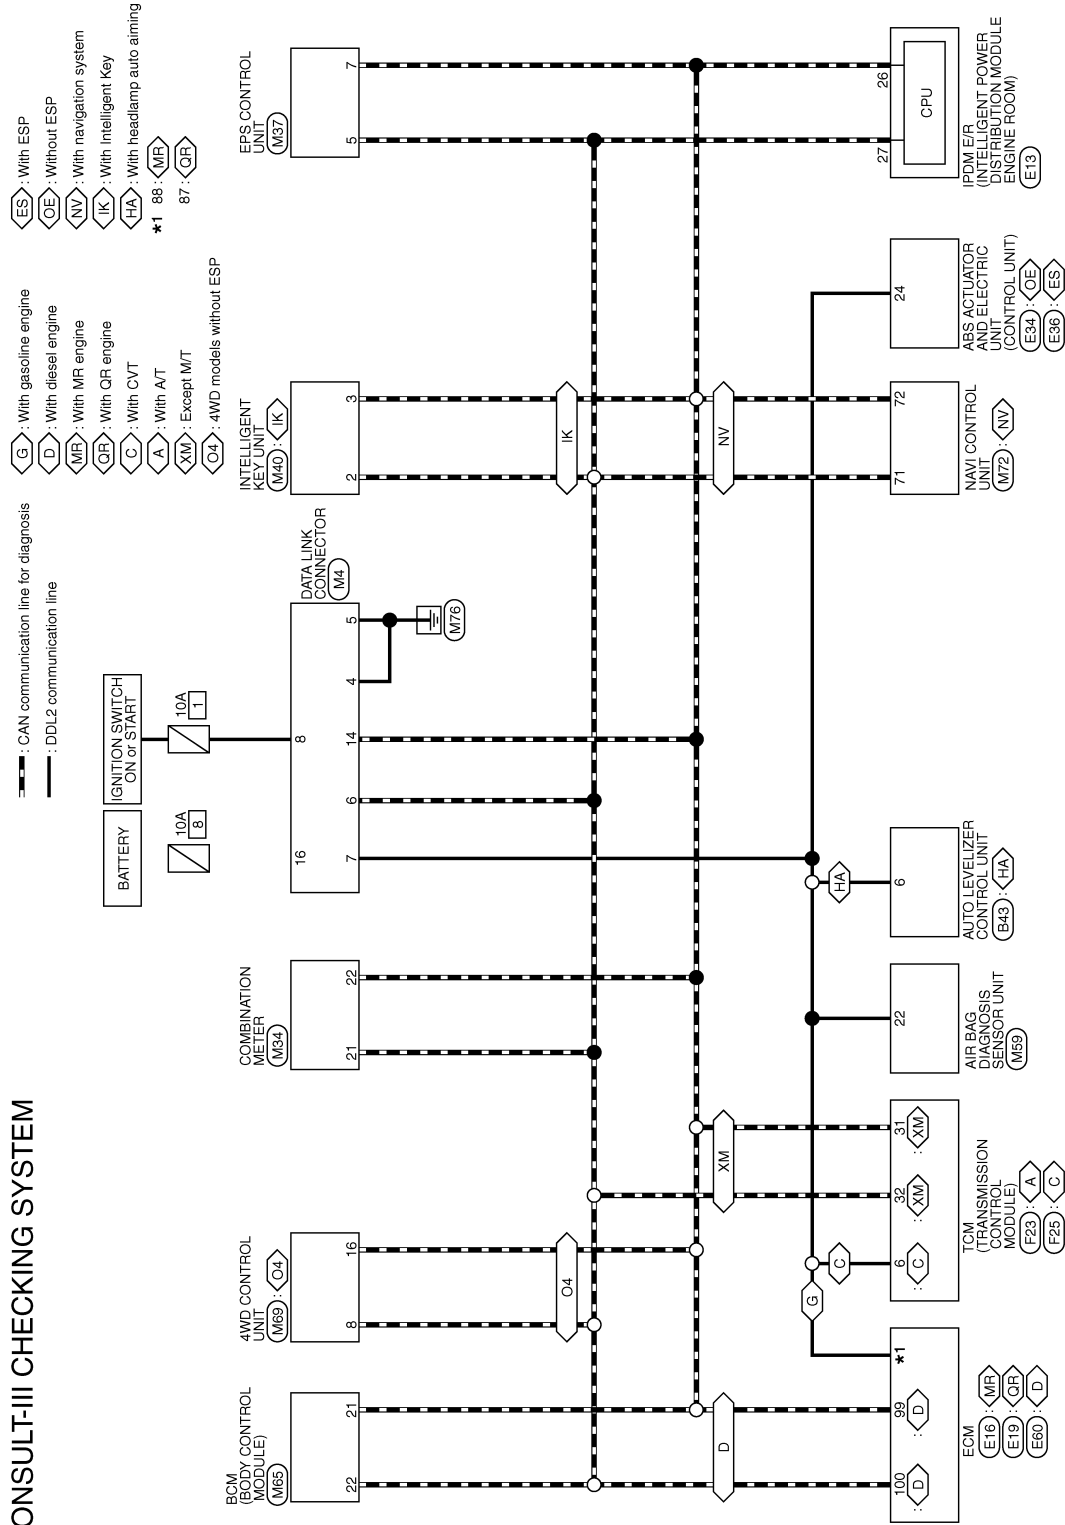 ONSULT-III CHECKING SYSTEM
: CAN communication line for diagnosis
: DDL2 communication line
G : With gasoline engine
D : With diesel engine
MR : With MR engine
QR : With QR engine
C : With CVT
A : With A/T
XM : Except M/T
O4 : 4WD models without ESP
ES : With ESP
OE : Without ESP
NV : With navigation system
IK : With Intelligent Key
HA : With headlamp auto aiming
*1 88 : MR
87 : QR
BATTERY
IGNITION SWITCH
ON or START
10A
8
10A
1
BCM
(BODY CONTROL
MODULE)
M65
22
21
4WD CONTROL
UNIT
M69 : O4
8
16
COMBINATION
METER
M34
21
22
DATA LINK
CONNECTOR
M4
16
8
7
6
14
4
5
M76
INTELLIGENT
KEY UNIT
M40 : IK
2
3
EPS CONTROL
UNIT
M37
5
7
O4
IK
D
XM
NV
G
C
HA
100
: D
99
: D
*1
ECM
E16 : MR
E19 : QR
E60 : D
6
: C
32
: XM
31
: XM
TCM
(TRANSMISSION
CONTROL
MODULE)
F23 : A
F25 : C
22
AIR BAG
DIAGNOSIS
SENSOR UNIT
M59
6
AUTO LEVELIZER
CONTROL UNIT
B43 : HA
71
72
NAVI CONTROL
UNIT
M72 : NV
24
ABS ACTUATOR
AND ELECTRIC
UNIT
(CONTROL UNIT)
E34 : OE
E36 : ES
27
26
CPU
IPDM E/R
(INTELLIGENT POWER
DISTRIBUTION MODULE
ENGINE ROOM)
E13